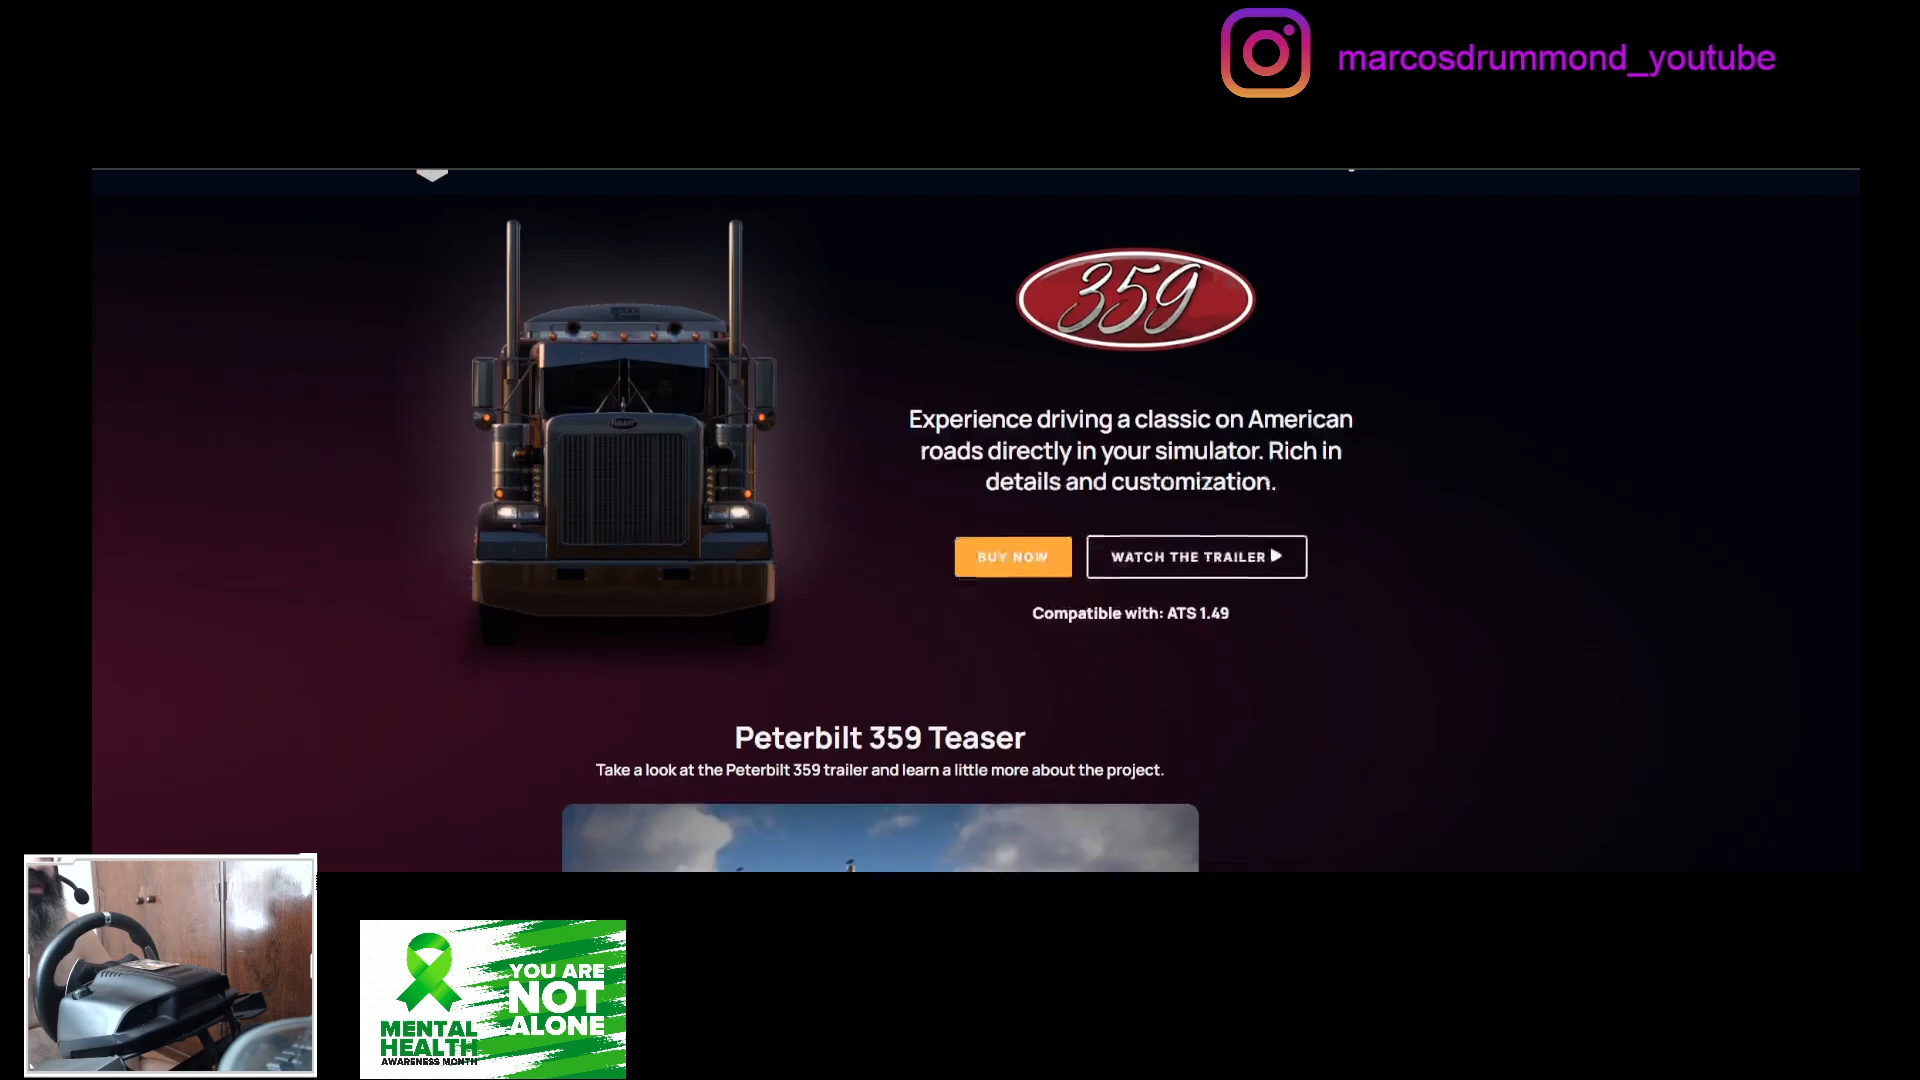 marcosdrummond_youtube
359
Experience driving a classic on American
roads directly in your simulator. Rich in
details and customization.
BUY NOW
WATCH THE TRAILER
Compatible with: ATS 1.49
Peterbilt 359 Teaser
Take a look at the Peterbilt 359 trailer and learn a little more about the project.
YOU ARE
NOT
ALONE
MENTAL
HEALTH
AWARENESS MONTH